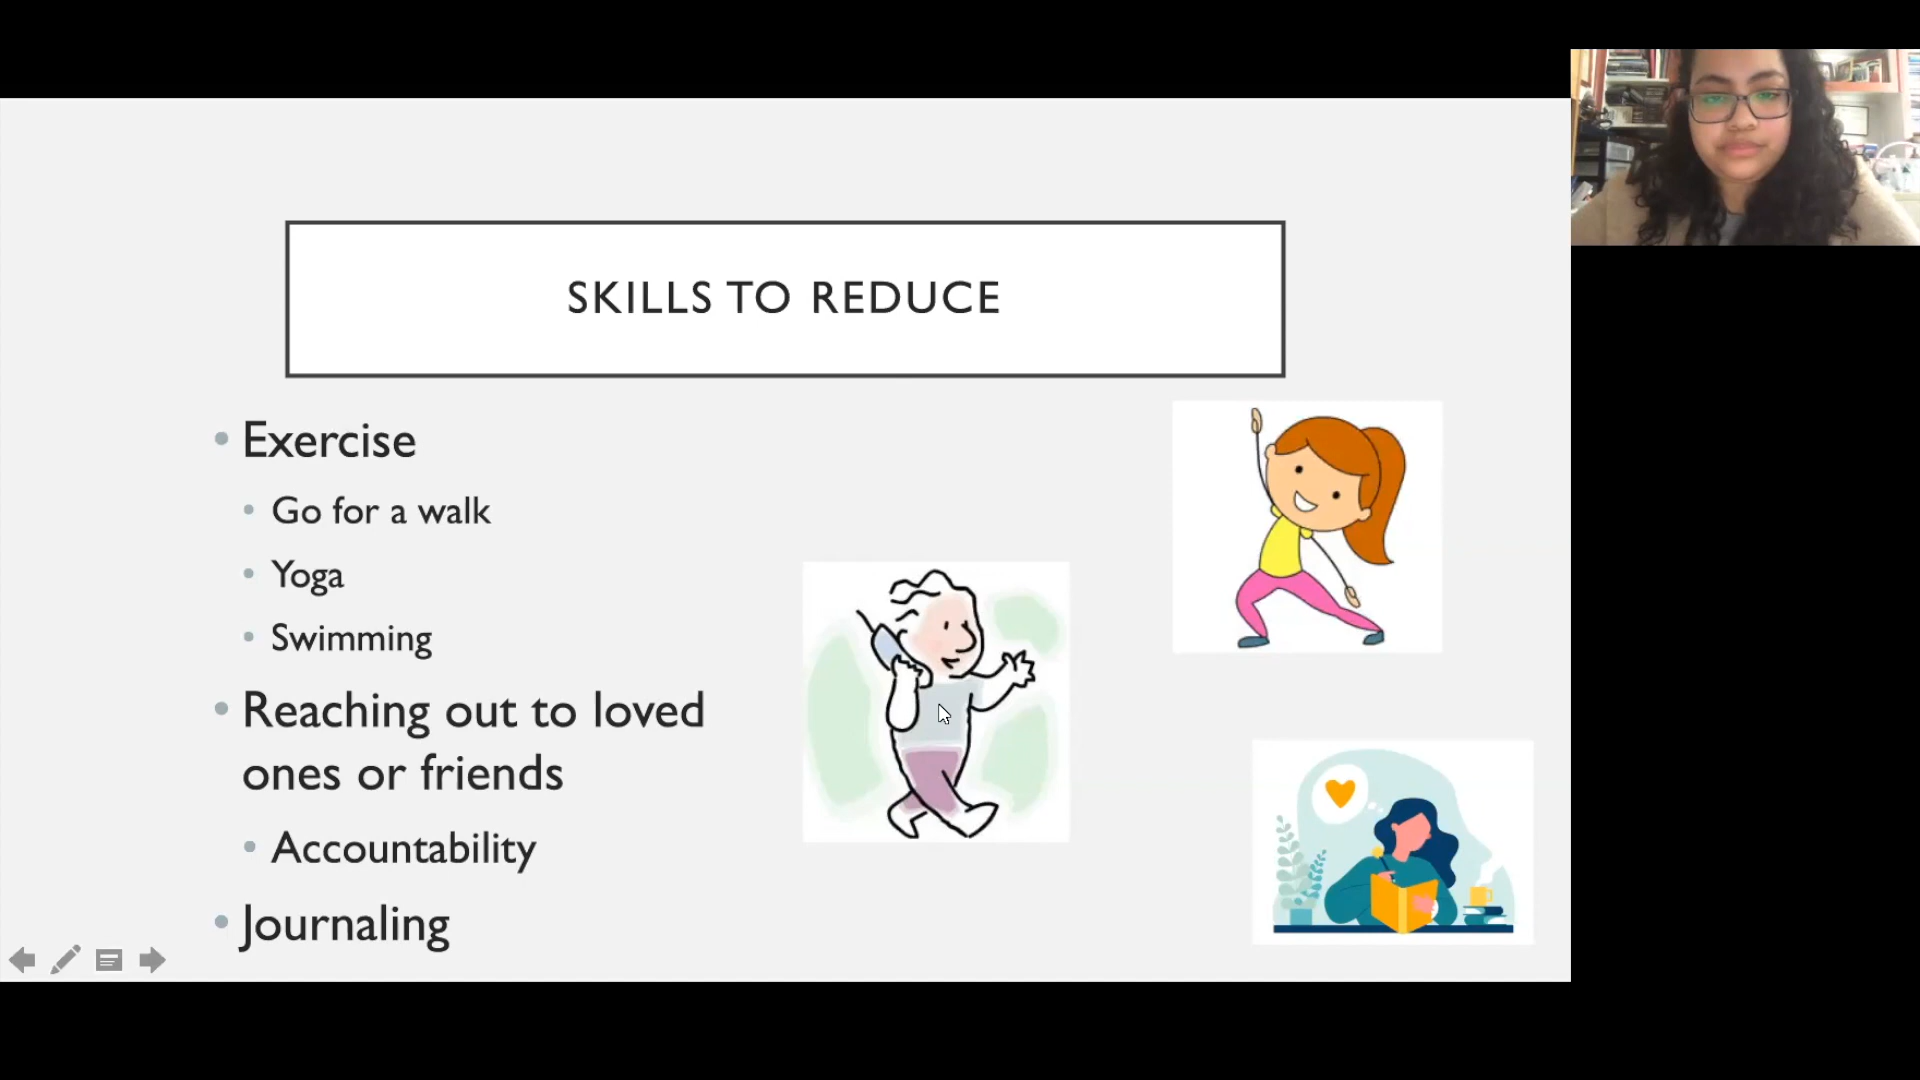 SKILLS TO REDUCE
• Exercise
• Go for a walk
• Yoga
• Swimming
• Reaching out to loved
ones or friends
• Accountability
• Journaling